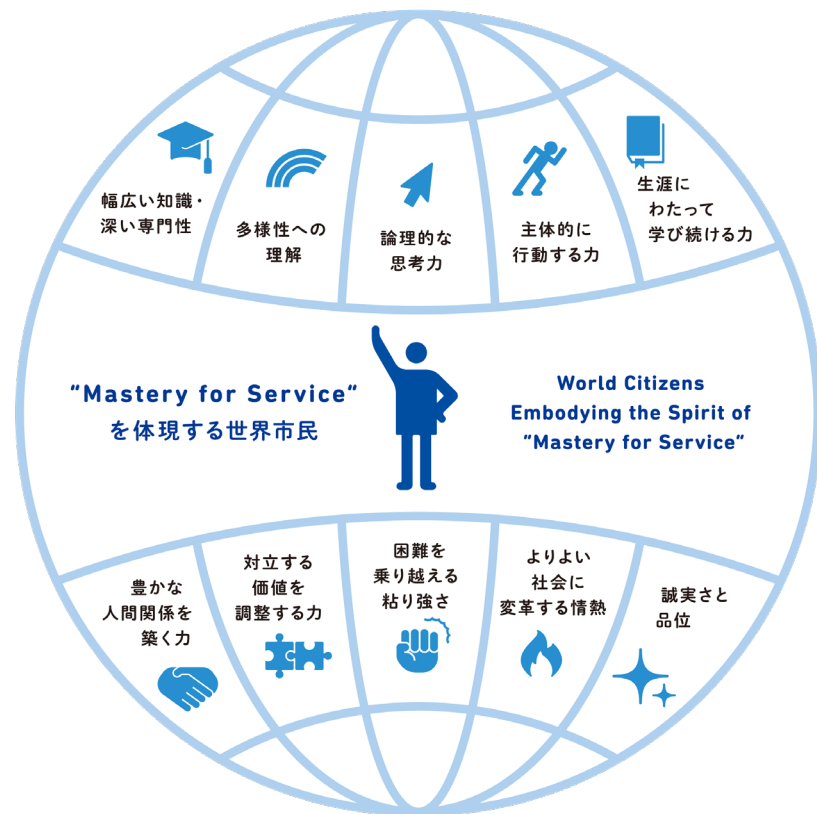 幅広い知識・
深い専門性
多様性への
理解
論理的な
思考力
主体的に
行動する力
生涯に
わたって
学び続ける力
“Mastery for Service“
を体現する世界市民
World Citizens
Embodying the Spirit of
“Mastery for Service“
豊かな
人間関係を
築く力
対立する
価値を
調整する力
困難を
乗り越える
粘り強さ
よりよい
社会に
変革する情熱
誠実さと
品位